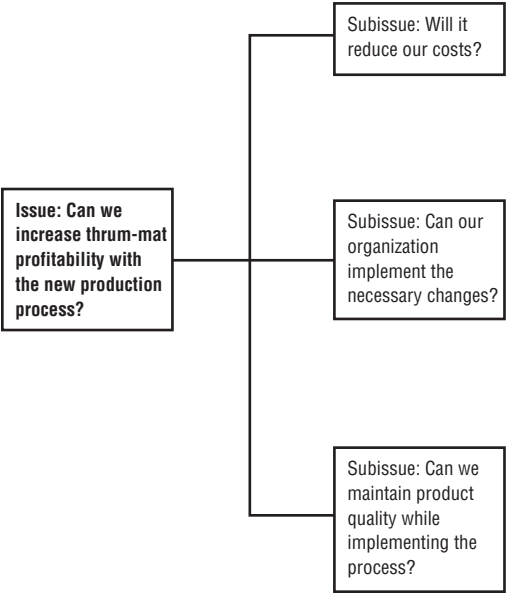 Subissue: Will it
reduce our costs?
Issue: Can we
increase thrum-mat
profitability with
the new production
process?
Subissue: Can our
organization
implement the
necessary changes?
Subissue: Can we
maintain product
quality while
implementing the
process?